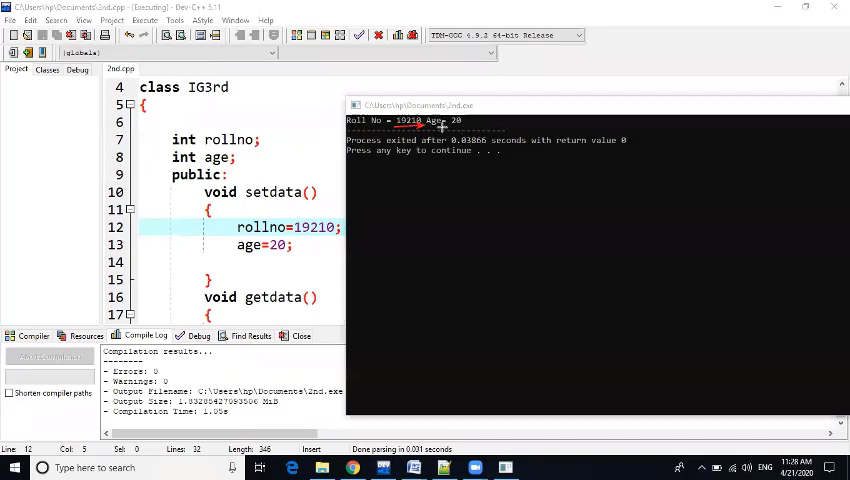 C:\Users\hp\Documents\2nd.cpp - [Executing] - Dev-C++ 5.11
File Edit Search View Project Execute Tools AStyle Window Help
(globals)
TDM-GCC 4.9.2 64-bit Release
Project Classes Debug
2nd.cpp
4 class IG3rd
5 {
6
7 int rollno;
8 int age;
9 public:
10 void setdata()
11 {
12 rollno=19210;
13 age=20;
14
15 }
16 void getdata()
17 {
C:\Users\hp\Documents\2nd.exe
Roll No = 19210 Age= 20
--------------------------------
Process exited after 0.03866 seconds with return value 0
Press any key to continue . . .
Compiler Resources Compile Log Debug Find Results Close
Abort Compilation
Shorten compiler paths
Compilation results...
--------
- Errors: 0
- Warnings: 0
- Output Filename: C:\Users\hp\Documents\2nd.exe
- Output Size: 1.83285427093506 MiB
- Compilation Time: 1.05s
Line: 12 Col: 5 Sel: 0 Lines: 32 Length: 346 Insert Done parsing in 0.031 seconds
Type here to search
ENG
11:28 AM
4/21/2020